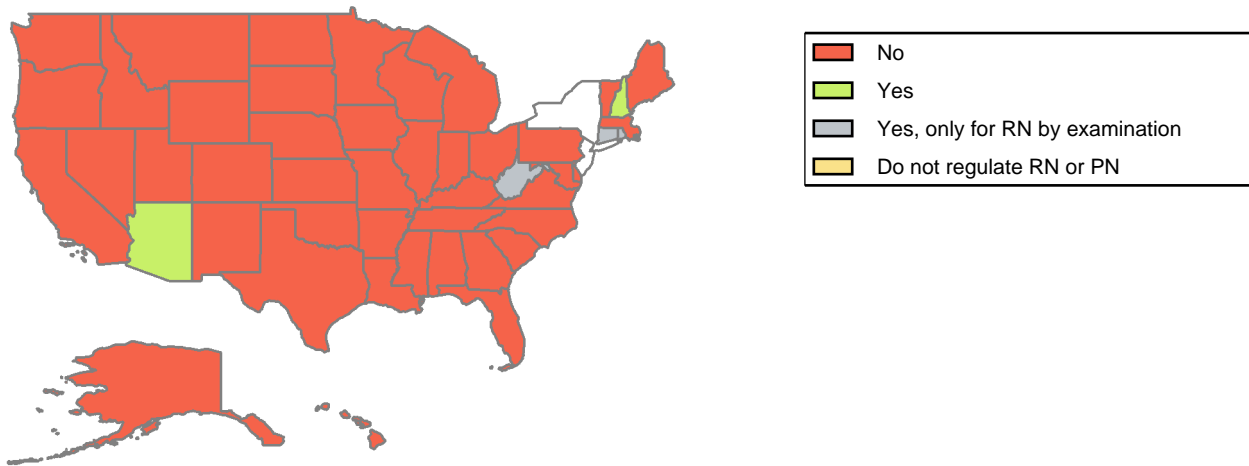 No
Yes
Yes, only for RN by examination
Do not regulate RN or PN